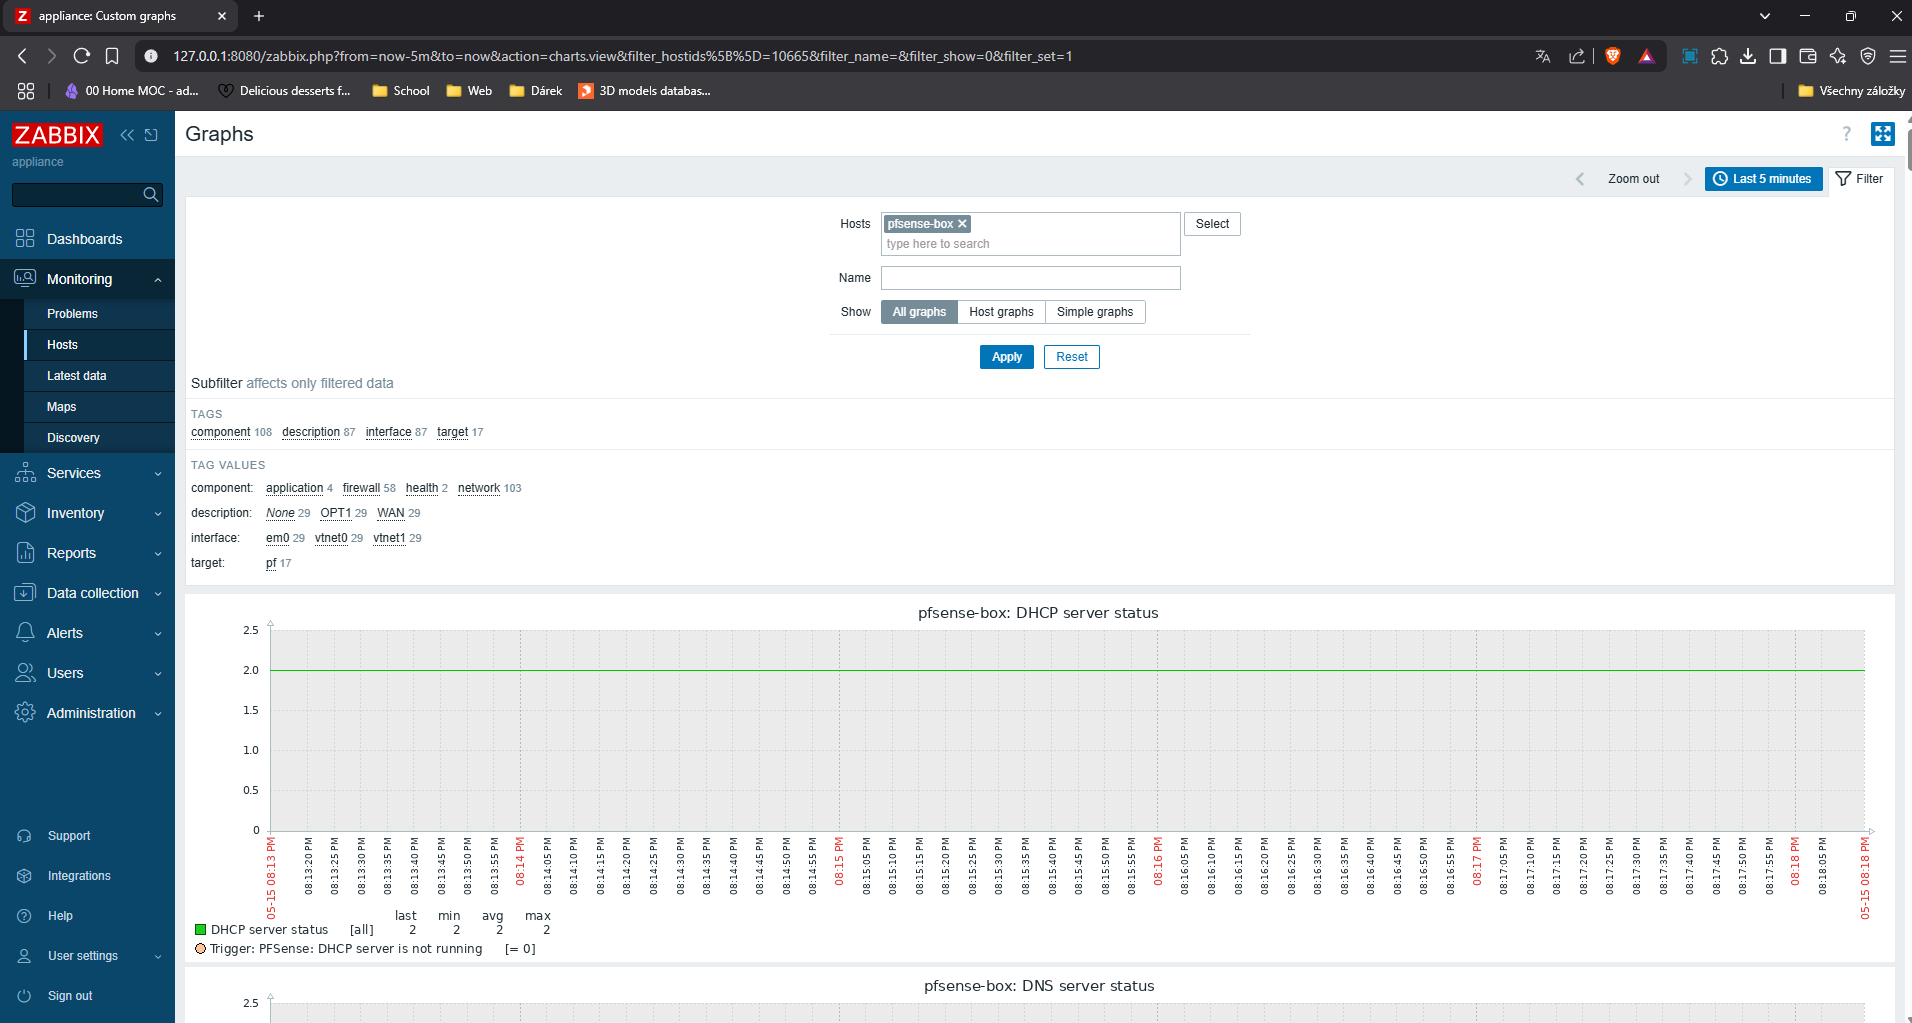 Z appliance: Custom graphs
127.0.0.1:8080/zabbix.php?from=now-5m&to=now&action=charts.view&filter_hostids%5B%5D=10665&filter_name=&filter_show=0&filter_set=1
00 Home MOC - ad... Delicious desserts f... School Web Dárek 3D models databas... Všechny záložky
ZABBIX
appliance
Dashboards
Monitoring
Problems
Hosts
Latest data
Maps
Discovery
Services
Inventory
Reports
Data collection
Alerts
Users
Administration
Support
Integrations
Help
User settings
Sign out
Graphs ?
Zoom out Last 5 minutes Filter
Hosts pfsense-box Select
type here to search
Name
Show All graphs Host graphs Simple graphs
Apply Reset
Subfilter affects only filtered data
TAGS
component 108 description 87 interface 87 target 17
TAG VALUES
component: application 4 firewall 58 health 2 network 103
description: None 29 OPT1 29 WAN 29
interface: em0 29 vtnet0 29 vtnet1 29
target: pf 17
pfsense-box: DHCP server status
2.5
2.0
1.5
1.0
0.5
0
05-15 08:13 PM
08:13:20 PM
08:13:25 PM
08:13:30 PM
08:13:35 PM
08:13:40 PM
08:13:45 PM
08:13:50 PM
08:13:55 PM
08:14 PM
08:14:05 PM
08:14:10 PM
08:14:15 PM
08:14:20 PM
08:14:25 PM
08:14:30 PM
08:14:35 PM
08:14:40 PM
08:14:45 PM
08:14:50 PM
08:14:55 PM
08:15 PM
08:15:05 PM
08:15:10 PM
08:15:15 PM
08:15:20 PM
08:15:25 PM
08:15:30 PM
08:15:35 PM
08:15:40 PM
08:15:45 PM
08:15:50 PM
08:15:55 PM
08:16 PM
08:16:05 PM
08:16:10 PM
08:16:15 PM
08:16:20 PM
08:16:25 PM
08:16:30 PM
08:16:35 PM
08:16:40 PM
08:16:45 PM
08:16:50 PM
08:16:55 PM
08:17 PM
08:17:05 PM
08:17:10 PM
08:17:15 PM
08:17:20 PM
08:17:25 PM
08:17:30 PM
08:17:35 PM
08:17:40 PM
08:17:45 PM
08:17:50 PM
08:17:55 PM
08:18 PM
08:18:05 PM
05-15 08:18 PM
last min avg max
DHCP server status [all] 2 2 2 2
Trigger: PFSense: DHCP server is not running [= 0]
pfsense-box: DNS server status
2.5